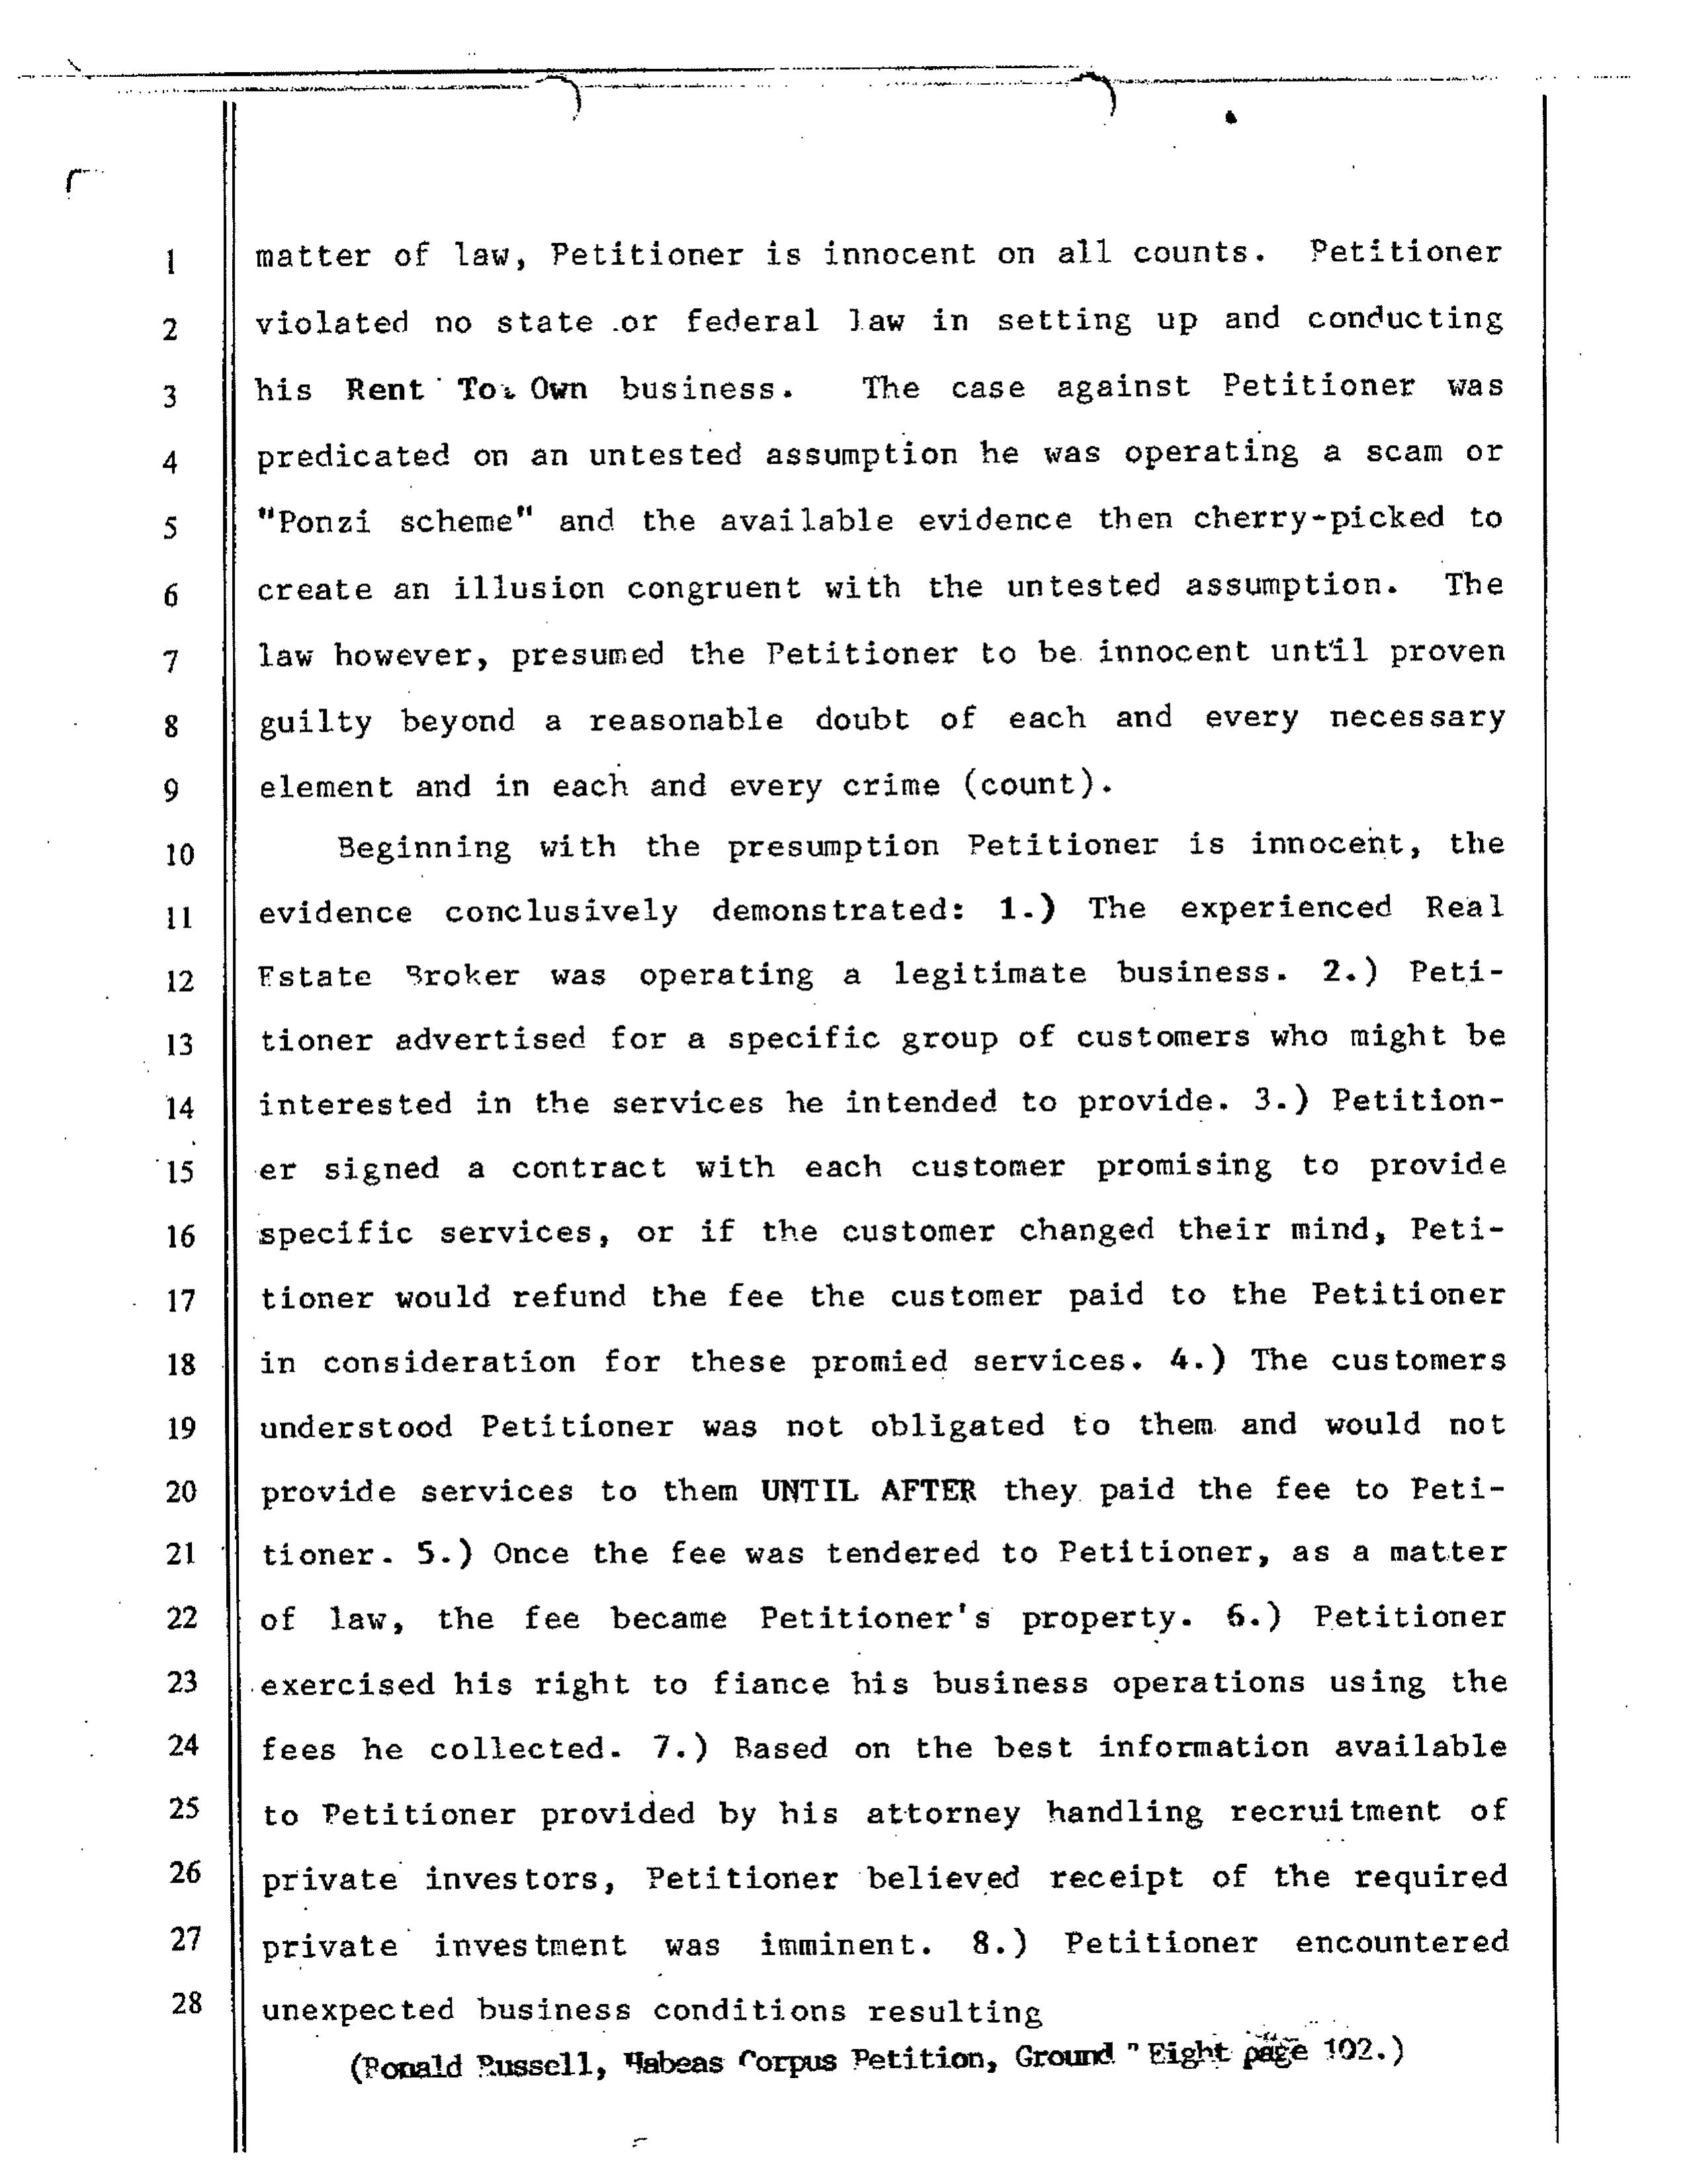 1 matter of law, Petitioner is innocent on all counts. Petitioner
2 violated no state or federal law in setting up and conducting
3 his Rent To Own business. The case against Petitioner was
4 predicated on an untested assumption he was operating a scam or
5 "Ponzi scheme" and the available evidence then cherry-picked to
6 create an illusion congruent with the untested assumption. The
7 law however, presumed the Petitioner to be innocent until proven
8 guilty beyond a reasonable doubt of each and every necessary
9 element and in each and every crime (count).
10 Beginning with the presumption Petitioner is innocent, the
11 evidence conclusively demonstrated: 1.) The experienced Real
12 Estate Broker was operating a legitimate business. 2.) Peti-
13 tioner advertised for a specific group of customers who might be
14 interested in the services he intended to provide. 3.) Petition-
15 er signed a contract with each customer promising to provide
16 specific services, or if the customer changed their mind, Peti-
17 tioner would refund the fee the customer paid to the Petitioner
18 in consideration for these promied services. 4.) The customers
19 understood Petitioner was not obligated to them and would not
20 provide services to them UNTIL AFTER they paid the fee to Peti-
21 tioner. 5.) Once the fee was tendered to Petitioner, as a matter
22 of law, the fee became Petitioner's property. 6.) Petitioner
23 exercised his right to fiance his business operations using the
24 fees he collected. 7.) Based on the best information available
25 to Petitioner provided by his attorney handling recruitment of
26 private investors, Petitioner believed receipt of the required
27 private investment was imminent. 8.) Petitioner encountered
28 unexpected business conditions resulting
(Ronald Russell, Habeas Corpus Petition, Ground "Eight page 102.)